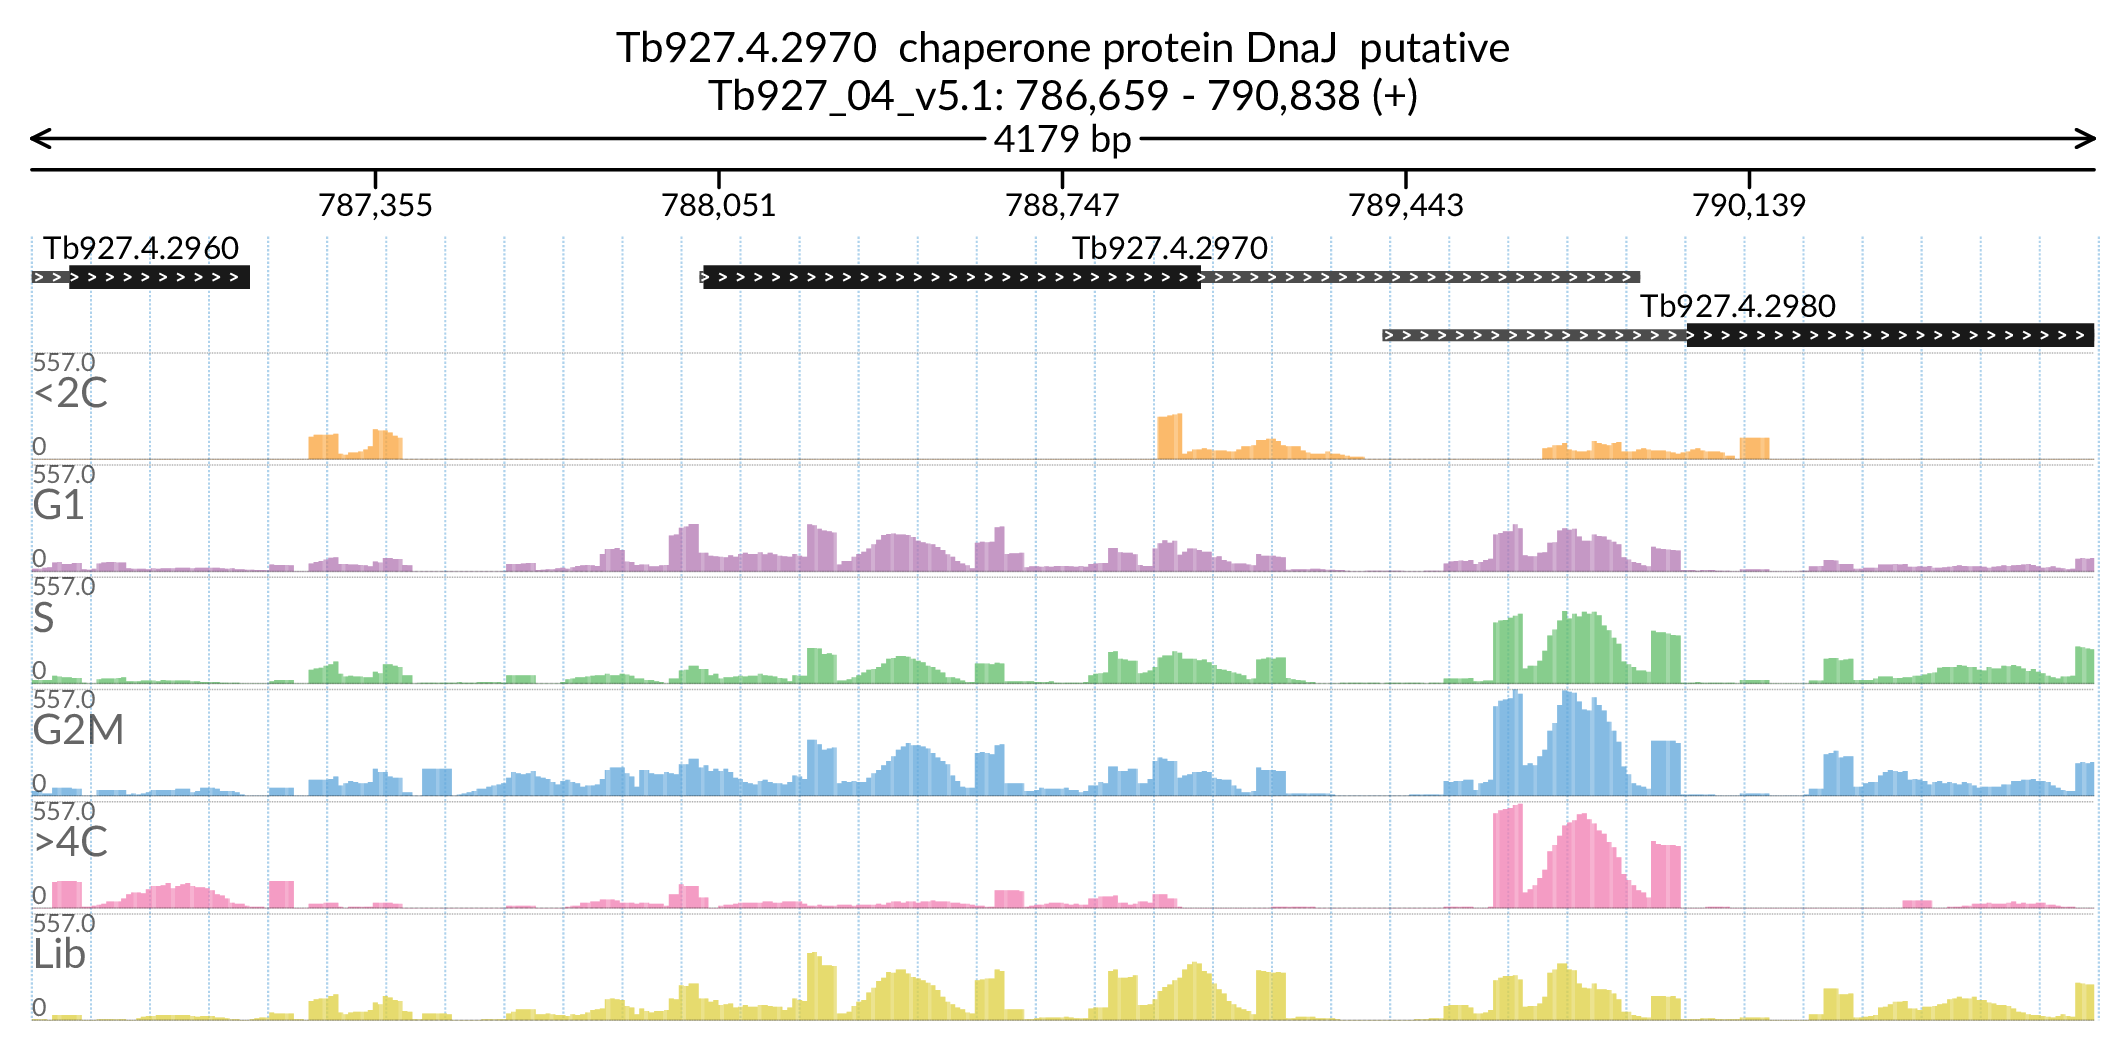 Tb927.4.2970  chaperone protein DnaJ  putative
Tb927_04_v5.1: 786,659 - 790,838 (+)
4179 bp
787,355 788,051 788,747 789,443 790,139
Tb927.4.2960 Tb927.4.2970
Tb927.4.2980
557.0
<2C
0
557.0
G1
0
557.0
S
0
557.0
G2M
0
557.0
>4C
0
557.0
Lib
0